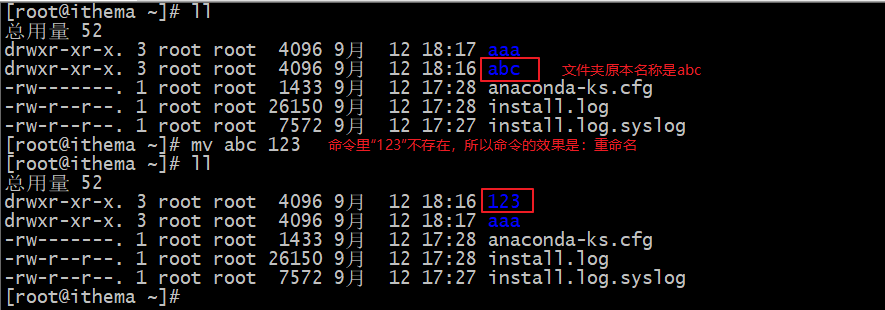 [root@ithema ~]# ll
总用量 52
drwxr-xr-x. 3 root root  4096 9月  12 18:17 aaa
drwxr-xr-x. 3 root root  4096 9月  12 18:16 abc 文件夹原本名称是abc
-rw-------. 1 root root  1433 9月  12 17:28 anaconda-ks.cfg
-rw-r--r--. 1 root root 26150 9月  12 17:28 install.log
-rw-r--r--. 1 root root  7572 9月  12 17:27 install.log.syslog
[root@ithema ~]# mv abc 123 命令里“123”不存在，所以命令的效果是：重命名
[root@ithema ~]# ll
总用量 52
drwxr-xr-x. 3 root root  4096 9月  12 18:16 123
drwxr-xr-x. 3 root root  4096 9月  12 18:17 aaa
-rw-------. 1 root root  1433 9月  12 17:28 anaconda-ks.cfg
-rw-r--r--. 1 root root 26150 9月  12 17:28 install.log
-rw-r--r--. 1 root root  7572 9月  12 17:27 install.log.syslog
[root@ithema ~]#